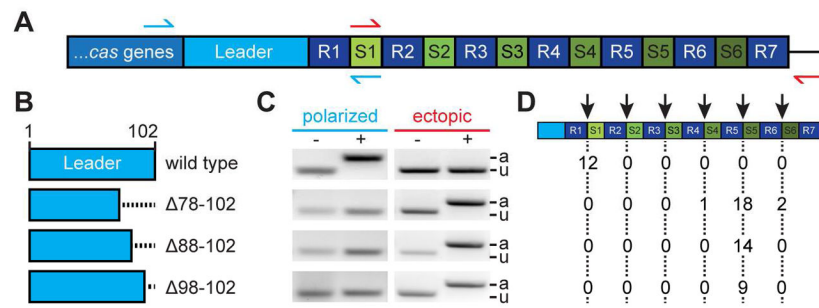 A
...cas genes Leader R1 S1 R2 S2 R3 S3 R4 S4 R5 S5 R6 S6 R7
B
1 102
Leader wild type
Δ78-102
Δ88-102
Δ98-102
C
polarized ectopic
- + - +
a
u
a
u
a
u
a
u
D
R1 S1 R2 S2 R3 S3 R4 S4 R5 S5 R6 S6 R7
12 0 0 0 0 0
0 0 0 1 18 2
0 0 0 0 14 0
0 0 0 0 9 0